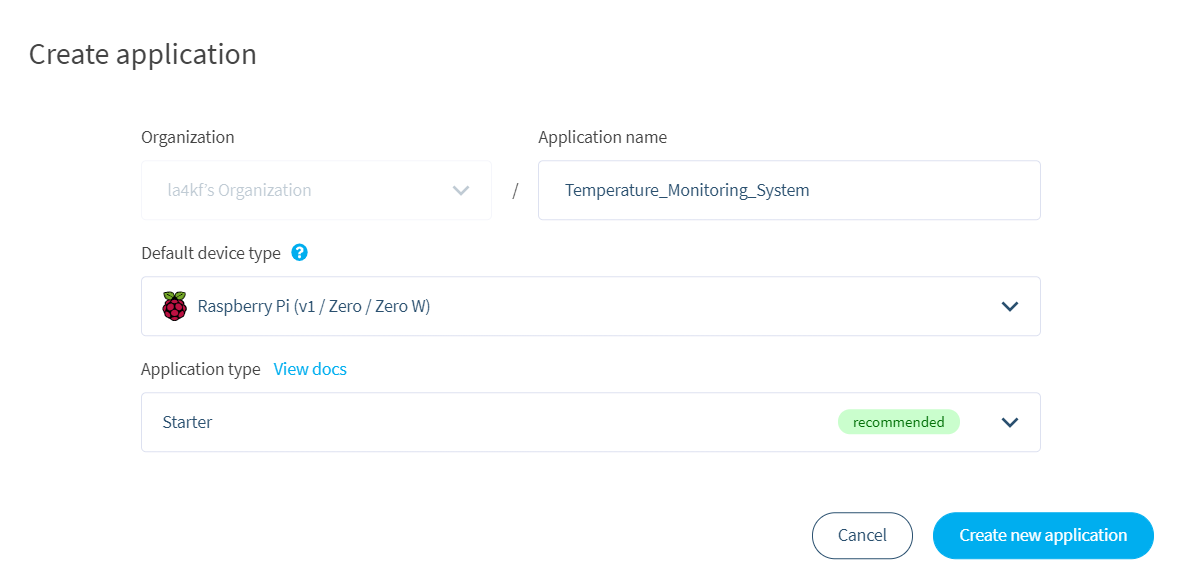 Create application
Organization
Application name
la4kf's Organization
/
Temperature_Monitoring_System
Default device type ?
Raspberry Pi (v1 / Zero / Zero W)
Application type View docs
Starter
recommended
Cancel
Create new application